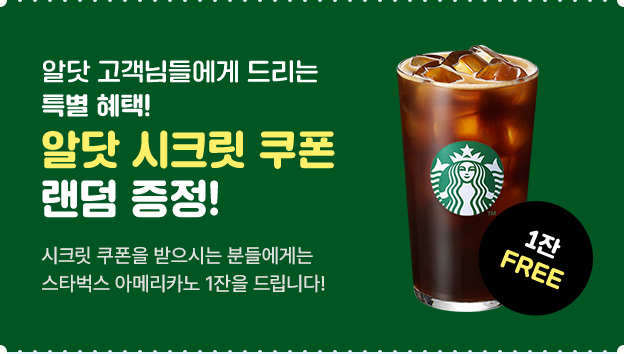 알닷 고객님들에게 드리는
특별 혜택!
알닷 시크릿 쿠폰
랜덤 증정!
시크릿 쿠폰을 받으시는 분들에게는
스타벅스 아메리카노 1잔을 드립니다!
1잔
FREE
TM